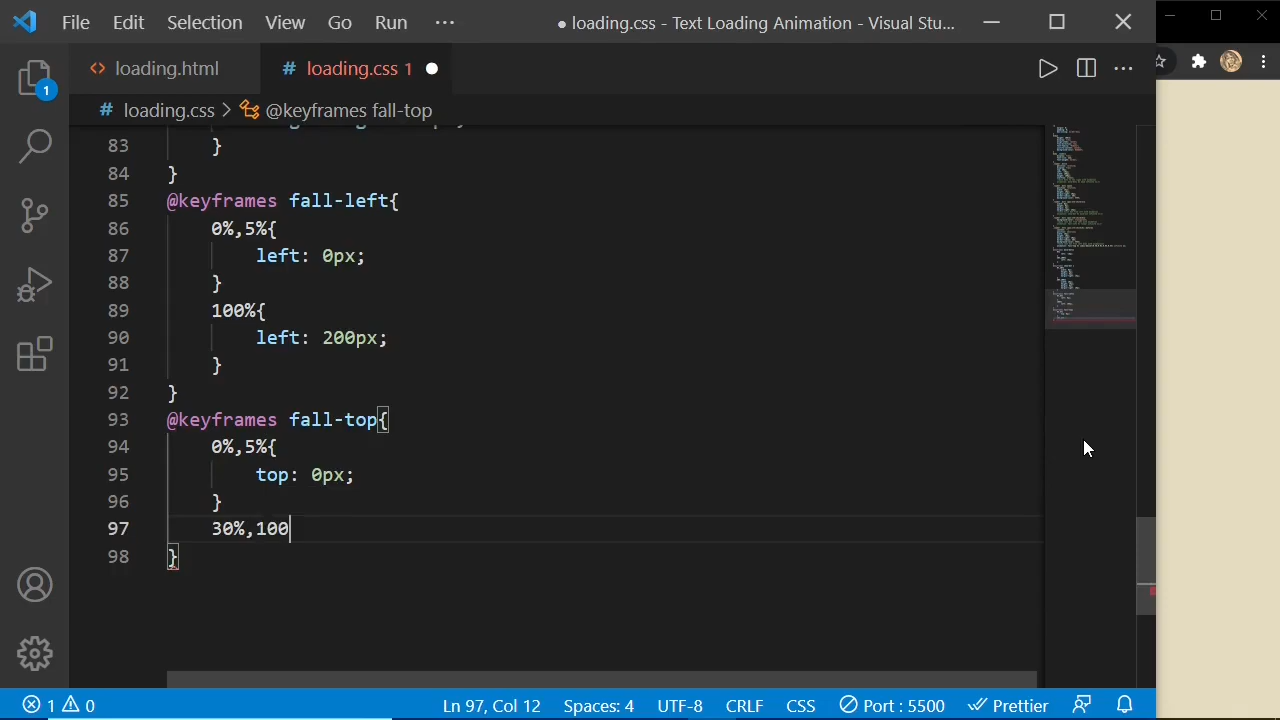 File Edit Selection View Go Run ··· ● loading.css - Text Loading Animation - Visual Stu...
<> loading.html # loading.css 1 ●
# loading.css > @keyframes fall-top
83 }
84 }
85 @keyframes fall-left{
86 0%,5%{
87 left: 0px;
88 }
89 100%{
90 left: 200px;
91 }
92 }
93 @keyframes fall-top{
94 0%,5%{
95 top: 0px;
96 }
97 30%,100
98 }
1
1 0 Ln 97, Col 12 Spaces: 4 UTF-8 CRLF CSS Port : 5500 Prettier